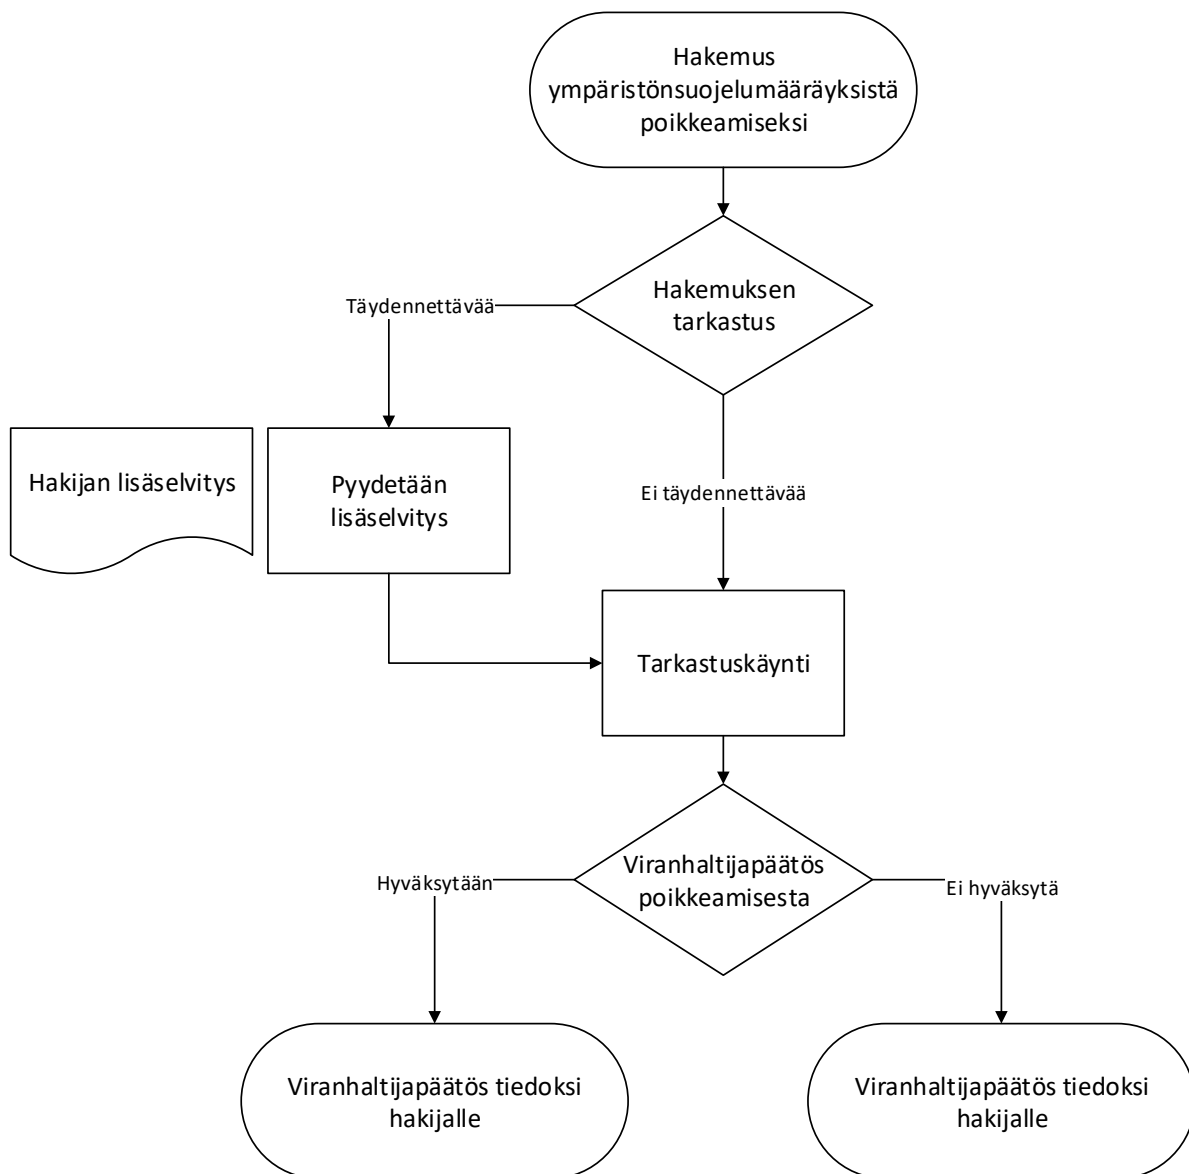 Hakemus
ympäristönsuojelumääräyksistä
poikkeamiseksi
Hakemuksen
tarkastus
Täydennettävää
Hakijan lisäselvitys
Pyydetään
lisäselvitys
Ei täydennettävää
Tarkastuskäynti
Viranhaltijapäätös
poikkeamisesta
Hyväksytään
Ei hyväksytä
Viranhaltijapäätös tiedoksi
hakijalle
Viranhaltijapäätös tiedoksi
hakijalle